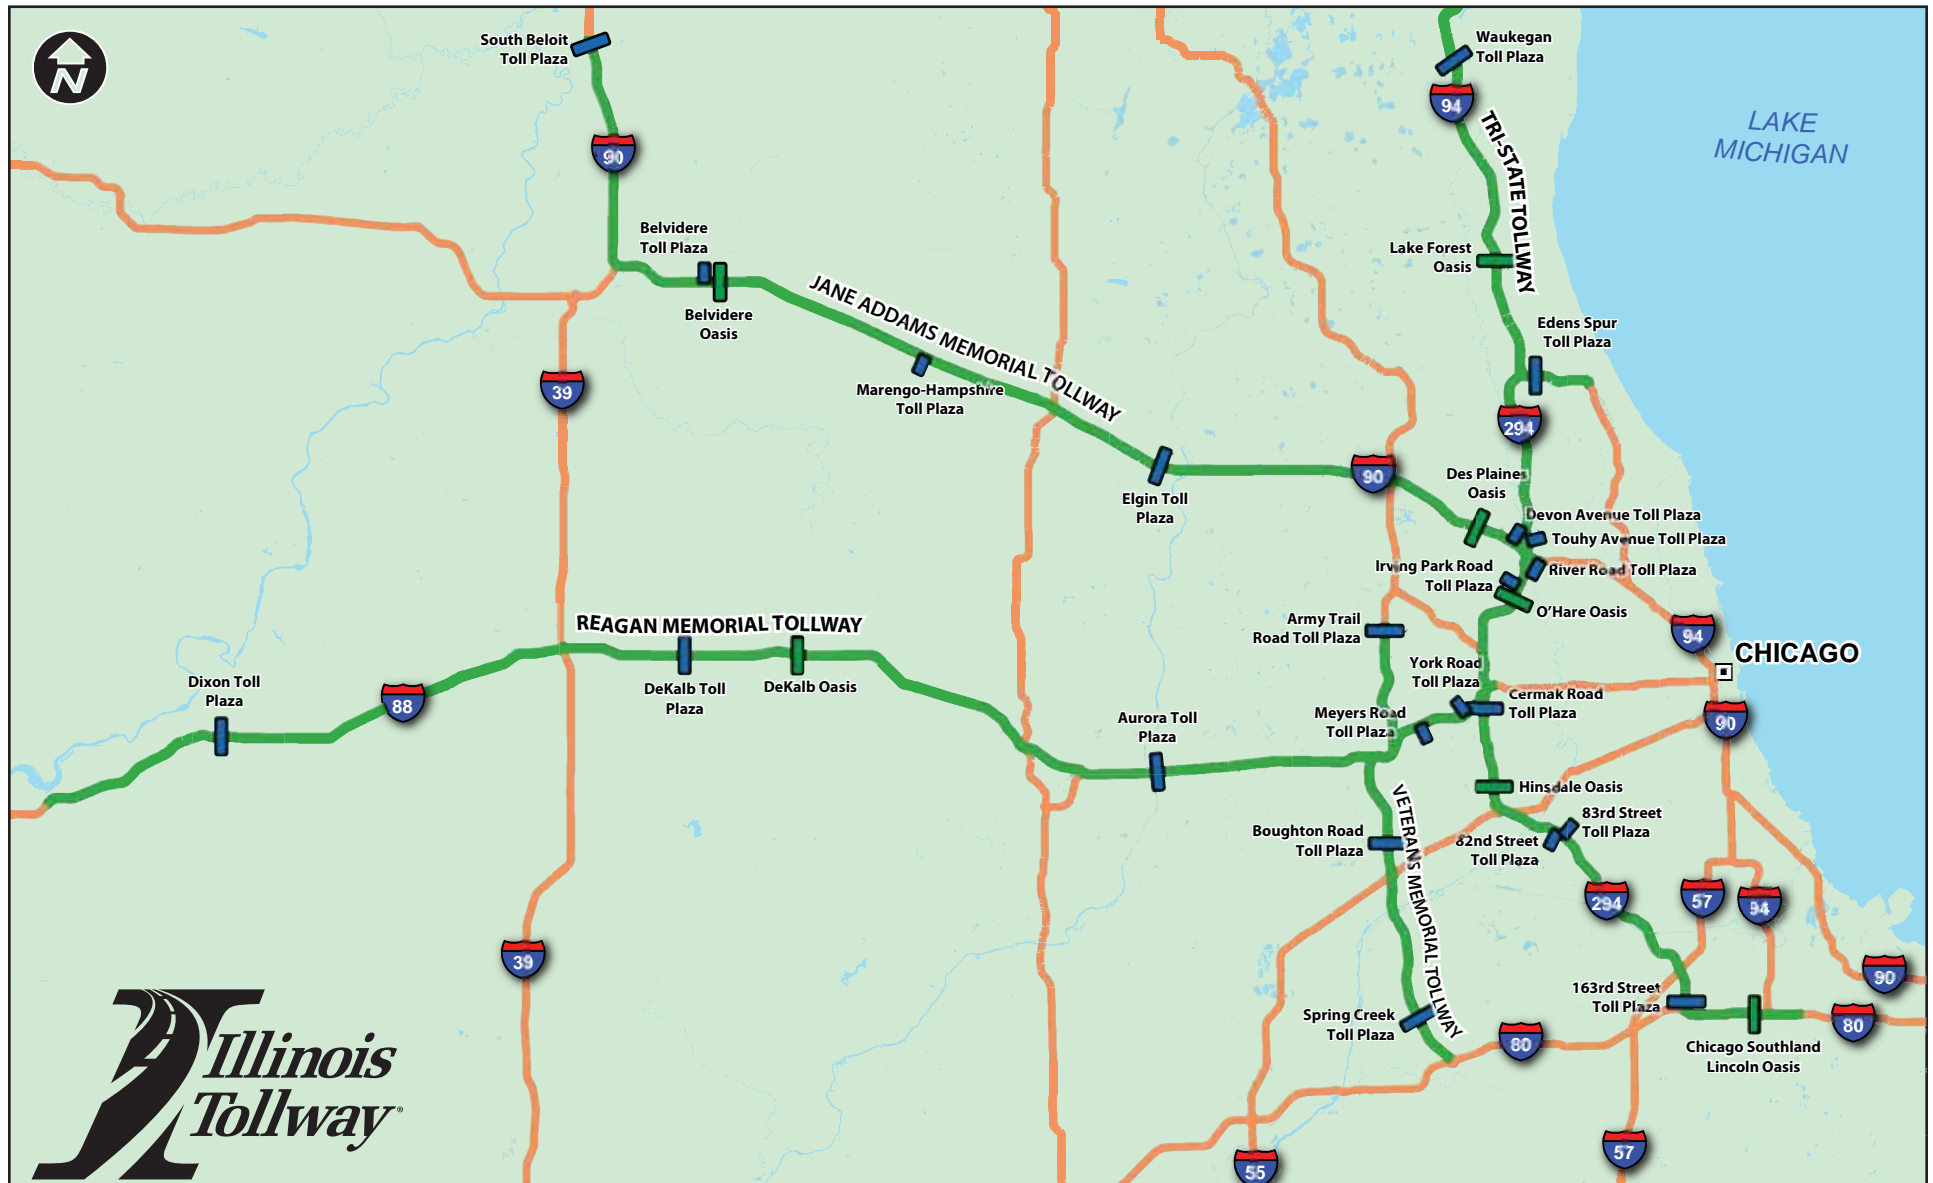 South Beloit
Toll Plaza
N
90
Waukegan
Toll Plaza
94
TRI-STATE TOLLWAY
LAKE
MICHIGAN
Belvidere
Toll Plaza
Belvidere
Oasis
Lake Forest
Oasis
JANE ADDAMS MEMORIAL TOLLWAY
Edens Spur
Toll Plaza
39
Marengo-Hampshire
Toll Plaza
294
90
Des Plaines
Oasis
Elgin Toll
Plaza
Devon Avenue Toll Plaza
Touhy Avenue Toll Plaza
Irving Park Road
Toll Plaza
River Road Toll Plaza
O'Hare Oasis
Army Trail
Road Toll Plaza
94
CHICAGO
REAGAN MEMORIAL TOLLWAY
York Road
Toll Plaza
Dixon Toll
Plaza
88
DeKalb Toll
Plaza
DeKalb Oasis
Cermak Road
Toll Plaza
Aurora Toll
Plaza
Meyers Road
Toll Plaza
90
Hinsdale Oasis
VETERANS MEMORIAL TOLLWAY
83rd Street
Toll Plaza
Boughton Road
Toll Plaza
82nd Street
Toll Plaza
294
57
94
39
90
163rd Street
Toll Plaza
Spring Creek
Toll Plaza
80
80
Chicago Southland
Lincoln Oasis
Illinois
Tollway®
57
55